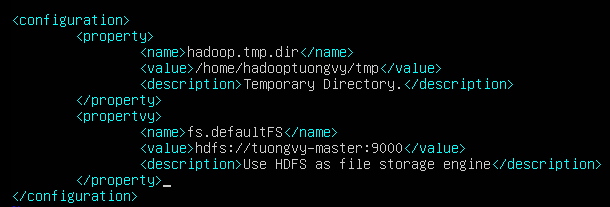 <configuration>
<property>
<name>hadoop.tmp.dir</name>
<value>/home/hadooptuongvy/tmp</value>
<description>Temporary Directory.</description>
</property>
<propertvy>
<name>fs.defaultFS</name>
<value>hdfs://tuongvy-master:9000</value>
<description>Use HDFS as file storage engine</description>
</property>_
</configuration>